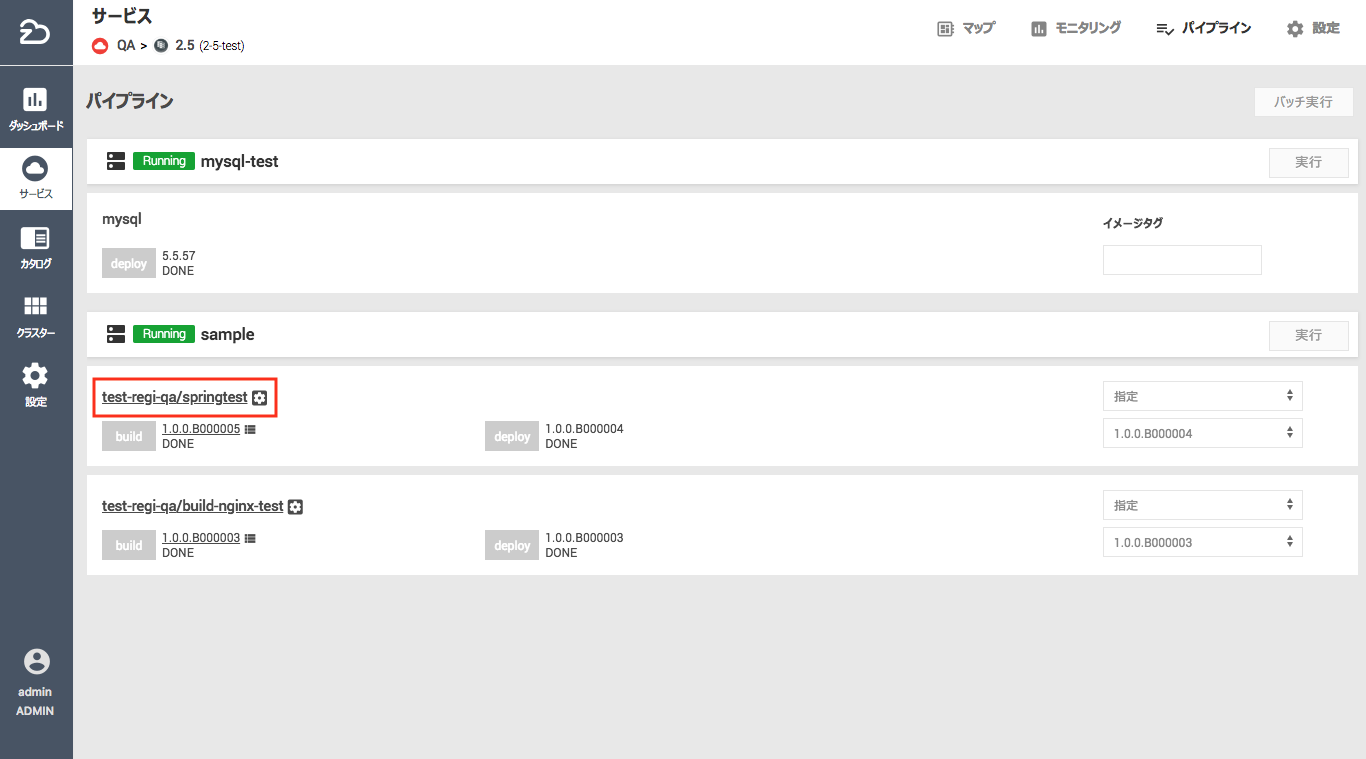 サービス
QA > 2.5 (2-5-test)
マップ
モニタリング
パイプライン
設定
ダッシュボード
サービス
カタログ
クラスター
設定
admin
ADMIN
パイプライン
バッチ実行
Running mysql-test
実行
mysql
イメージタグ
deploy
5.5.57
DONE
Running sample
実行
test-regi-qa/springtest
指定
build
1.0.0.B000005
DONE
deploy
1.0.0.B000004
DONE
1.0.0.B000004
test-regi-qa/build-nginx-test
指定
build
1.0.0.B000003
DONE
deploy
1.0.0.B000003
DONE
1.0.0.B000003